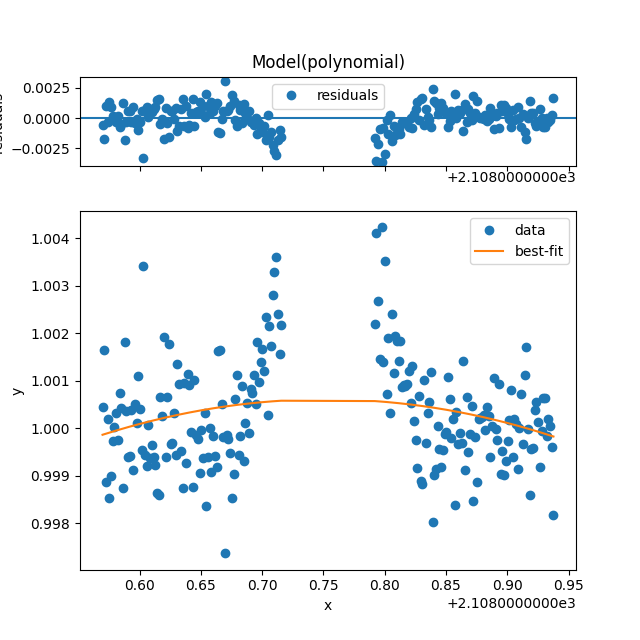 Model(polynomial)
0.0025
0.0000
−0.0025
residuals
+2.1080000000e3
1.004
1.003
1.002
1.001
1.000
0.999
0.998
y
data
best-fit
0.60 0.65 0.70 0.75 0.80 0.85 0.90 0.95
x
+2.1080000000e3